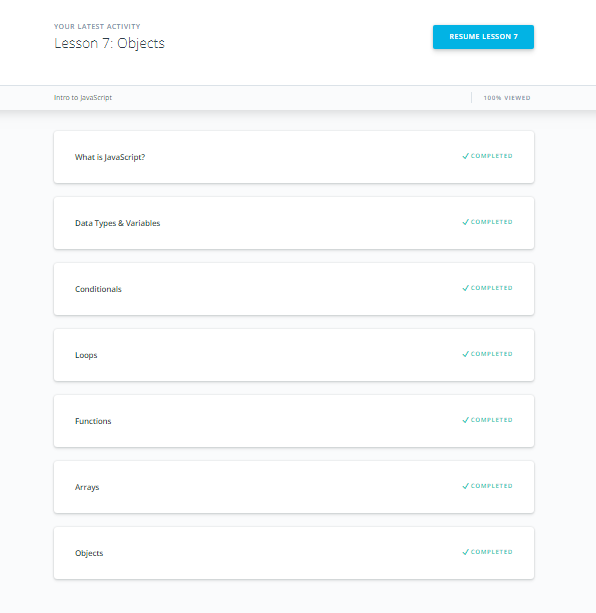 YOUR LATEST ACTIVITY
Lesson 7: Objects
RESUME LESSON 7
Intro to JavaScript
100% VIEWED
What is JavaScript?
COMPLETED
Data Types & Variables
COMPLETED
Conditionals
COMPLETED
Loops
COMPLETED
Functions
COMPLETED
Arrays
COMPLETED
Objects
COMPLETED